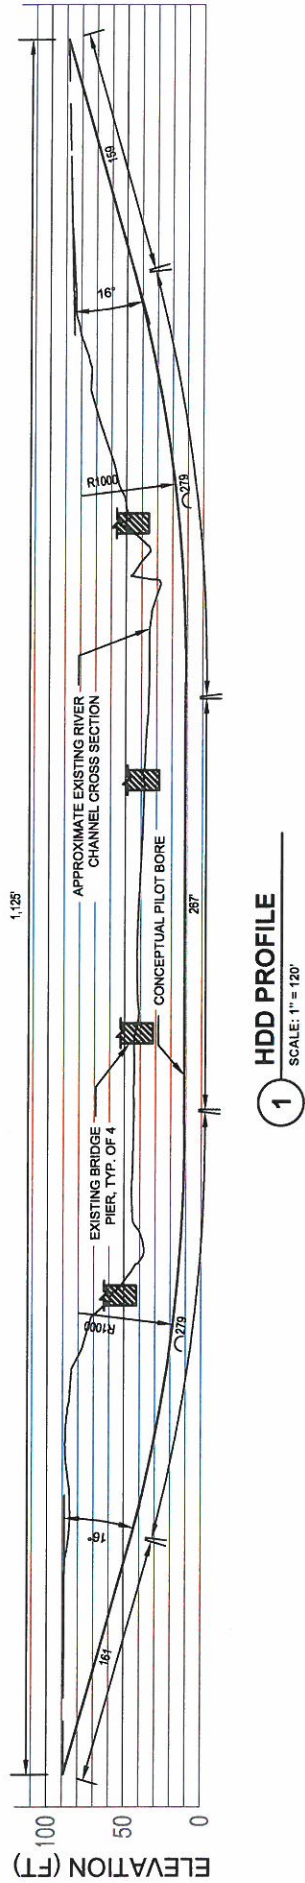 1,125'
ELEVATION (FT)
100
50
0
161
16°
R1000
279
EXISTING BRIDGE
PIER, TYP. OF 4
CONCEPTUAL PILOT BORE
267'
APPROXIMATE EXISTING RIVER
CHANNEL CROSS SECTION
R1000
279
16°
159
1
HDD PROFILE
SCALE: 1" = 120'